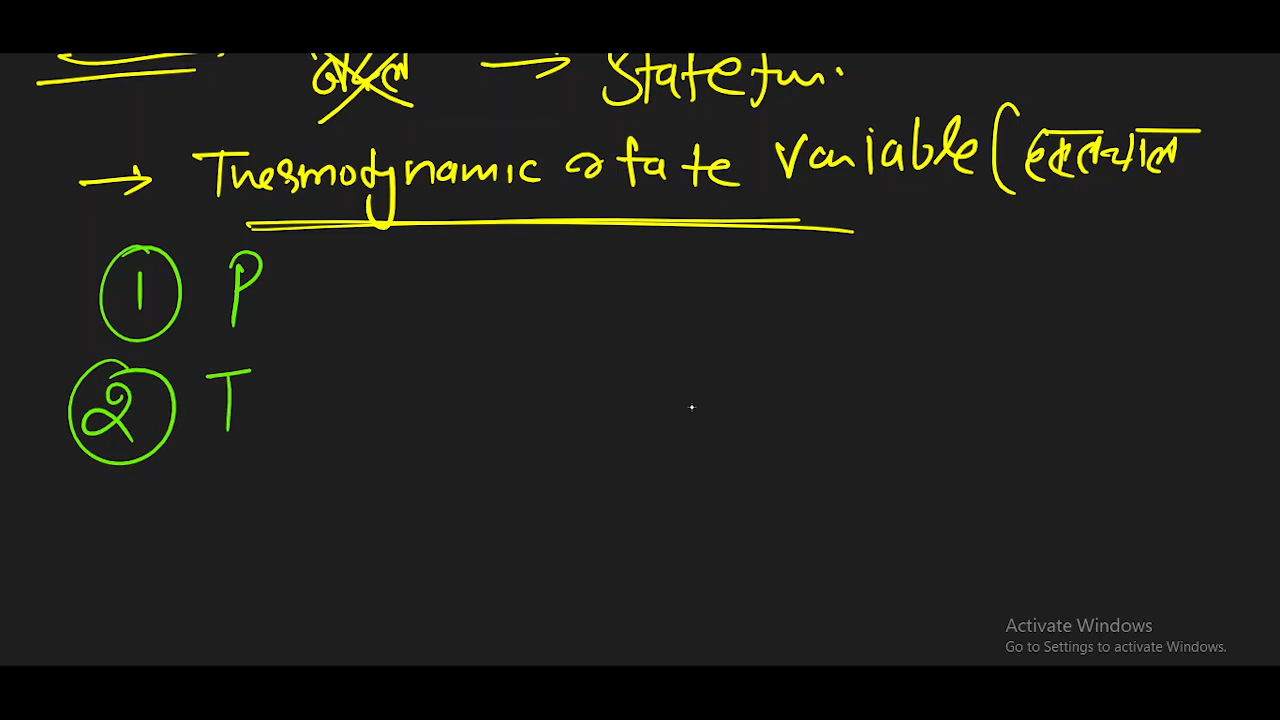 → State fun.
→ Thermodynamic state variable (
① P
② T
Activate Windows
Go to Settings to activate Windows.